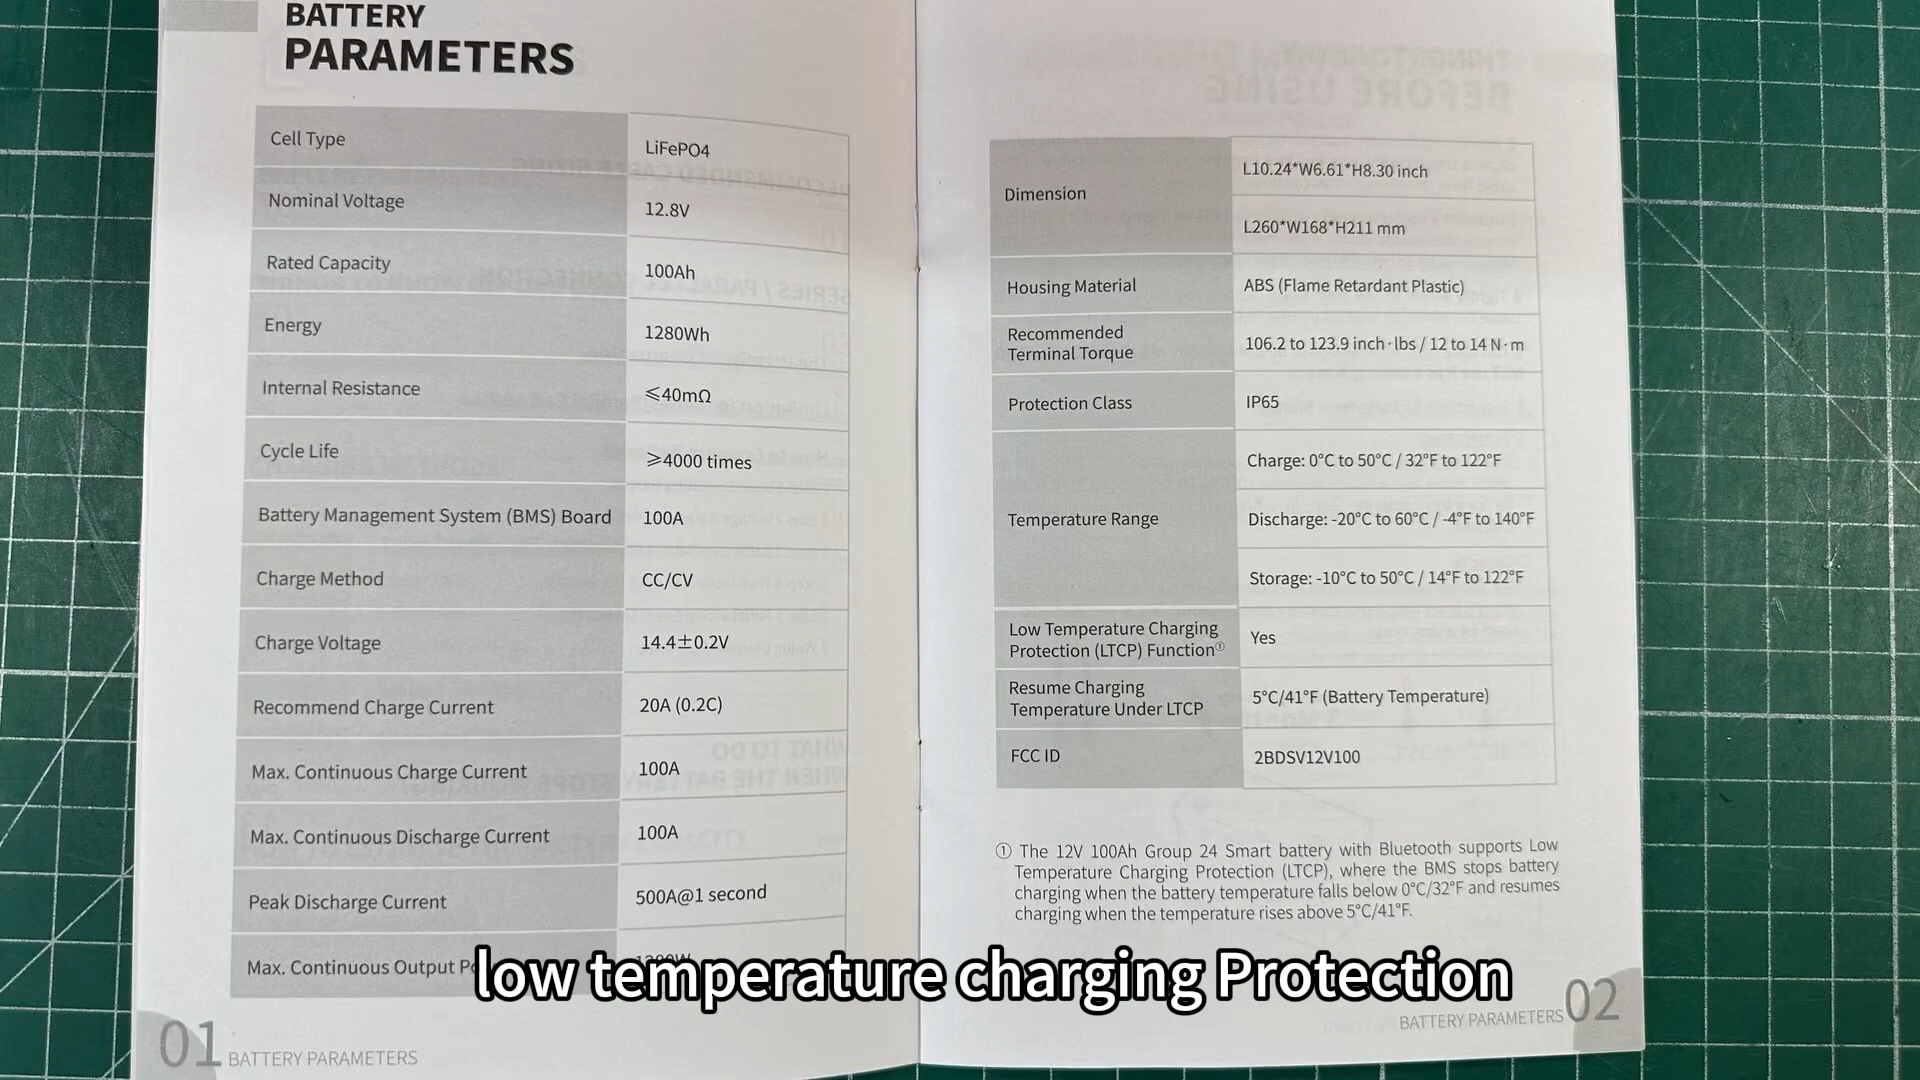 BATTERY
PARAMETERS
Cell Type
LiFePO4
Nominal Voltage
12.8V
Rated Capacity
100Ah
Energy
1280Wh
Internal Resistance
≤40mΩ
Cycle Life
≥4000 times
Battery Management System (BMS) Board
100A
Charge Method
CC/CV
Charge Voltage
14.4±0.2V
Recommend Charge Current
20A (0.2C)
Max. Continuous Charge Current
100A
Max. Continuous Discharge Current
100A
Peak Discharge Current
500A@1 second
Max. Continuous Output
01 BATTERY PARAMETERS
Dimension
L10.24*W6.61*H8.30 inch
L260*W168*H211 mm
Housing Material
ABS (Flame Retardant Plastic)
Recommended
Terminal Torque
106.2 to 123.9 inch·lbs / 12 to 14 N·m
Protection Class
IP65
Temperature Range
Charge: 0°C to 50°C / 32°F to 122°F
Discharge: -20°C to 60°C / -4°F to 140°F
Storage: -10°C to 50°C / 14°F to 122°F
Low Temperature Charging
Protection (LTCP) Function①
Yes
Resume Charging
Temperature Under LTCP
5°C/41°F (Battery Temperature)
FCC ID
2BDSV12V100
① The 12V 100Ah Group 24 Smart battery with Bluetooth supports Low
Temperature Charging Protection (LTCP), where the BMS stops battery
charging when the battery temperature falls below 0°C/32°F and resumes
charging when the temperature rises above 5°C/41°F.
BATTERY PARAMETERS 02
low temperature charging Protection